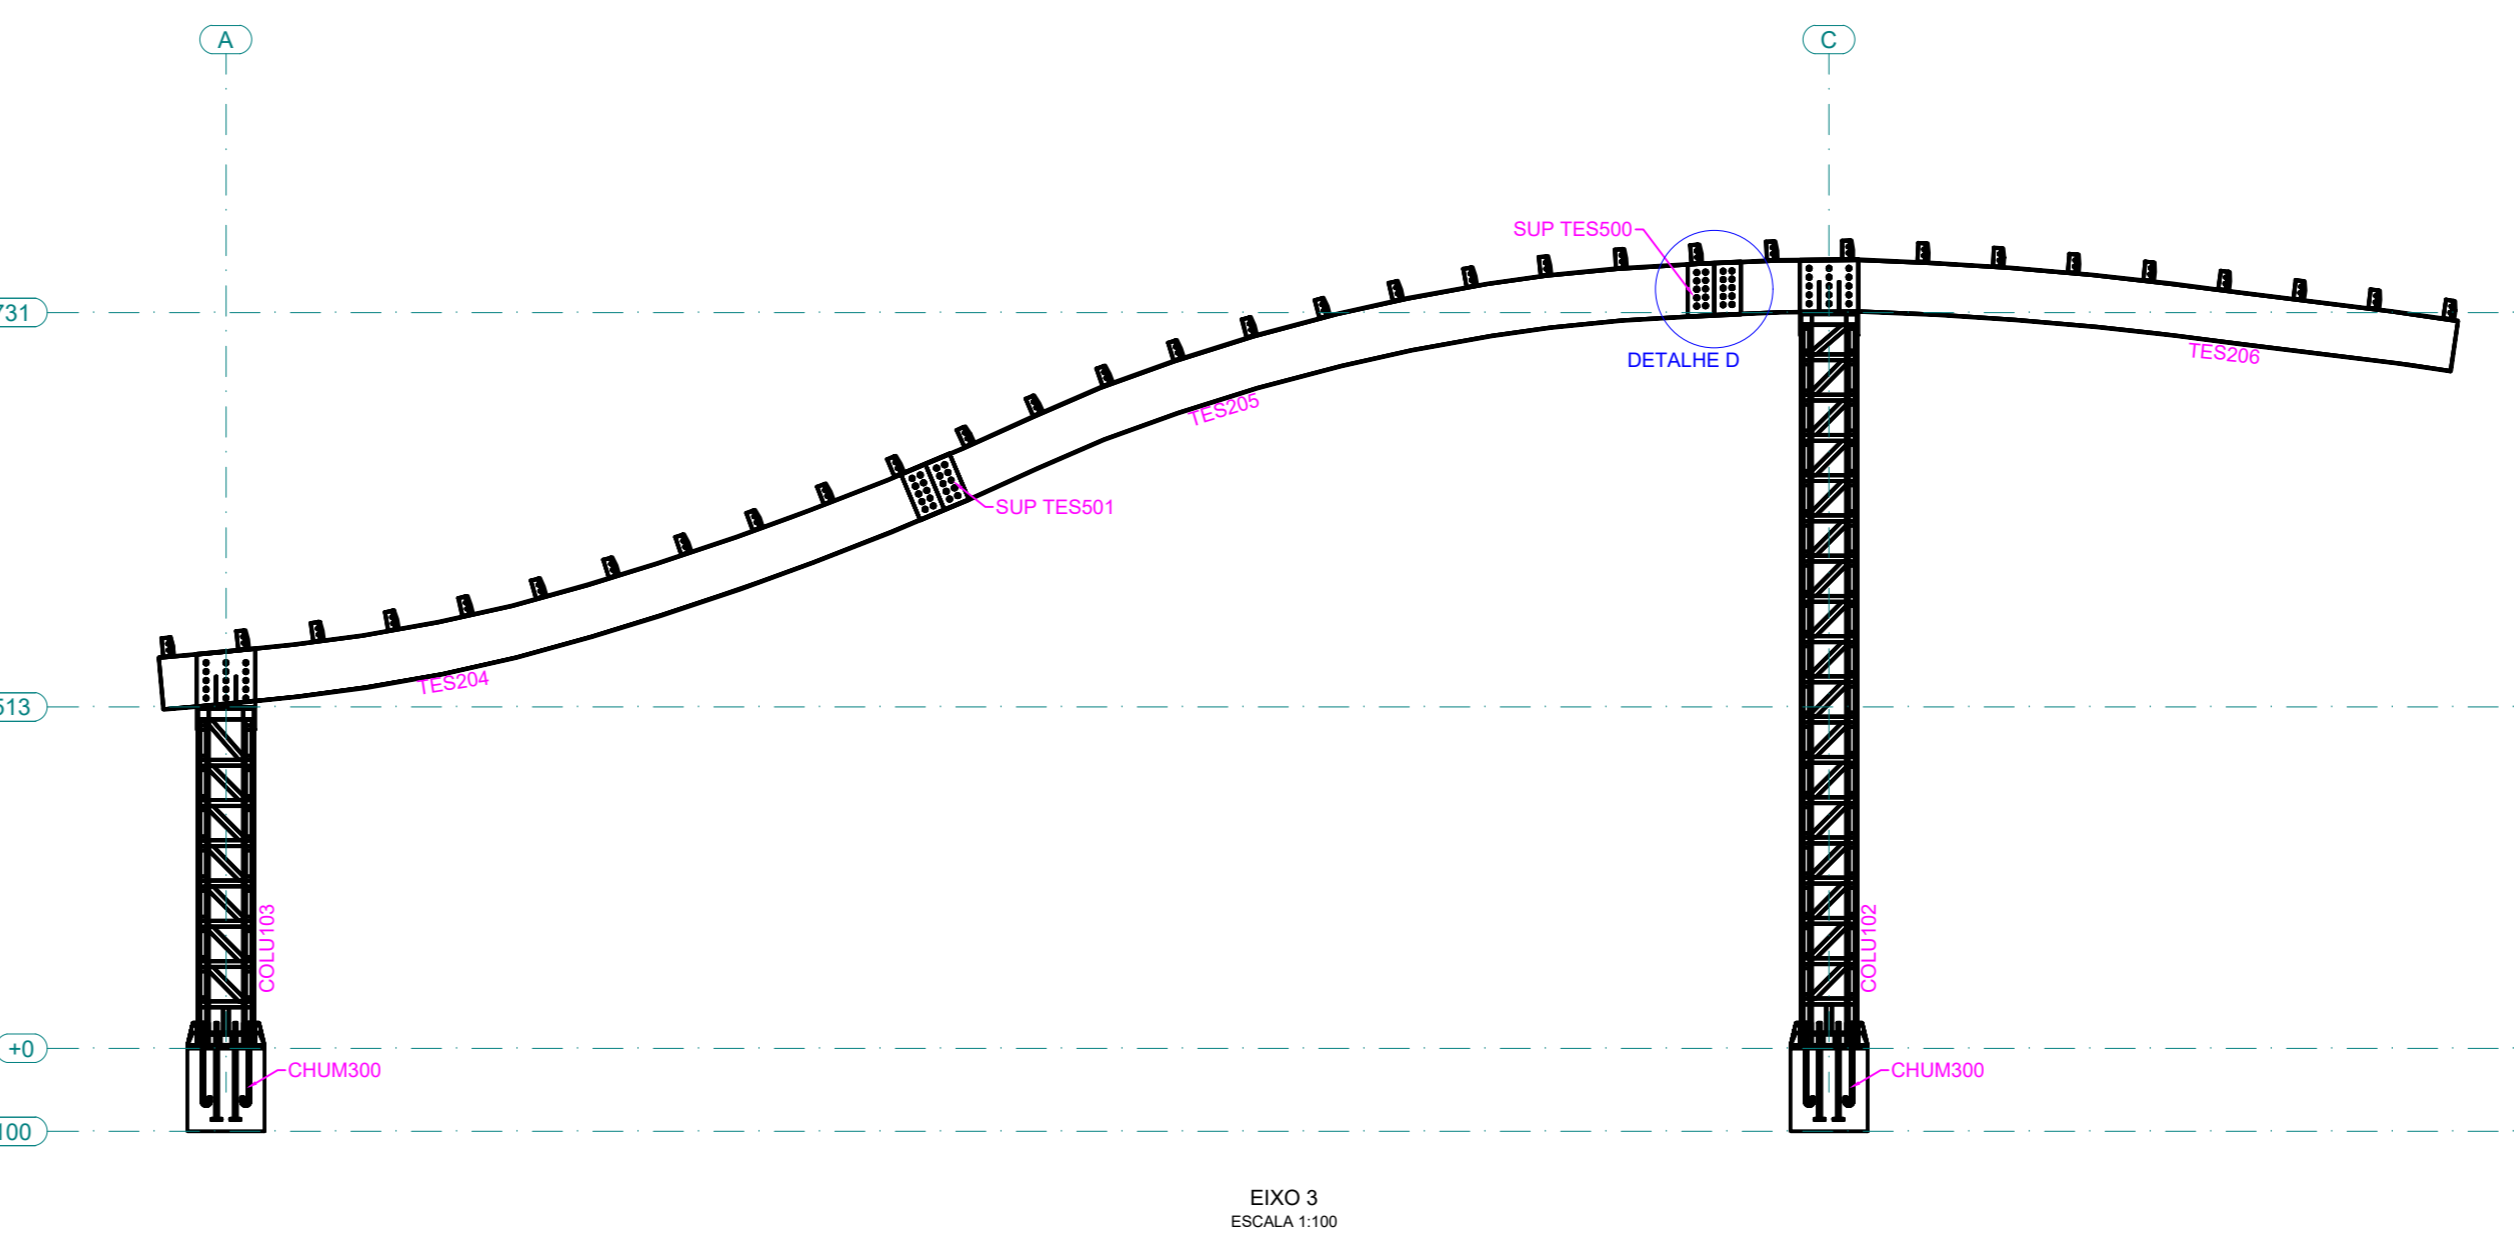 A
C
SUP TES500
731
DETALHE D
TES206
TES205
SUP TES501
TES204
513
COLU103
COLU102
+0
CHUM300
CHUM300
100
EIXO 3
ESCALA 1:100